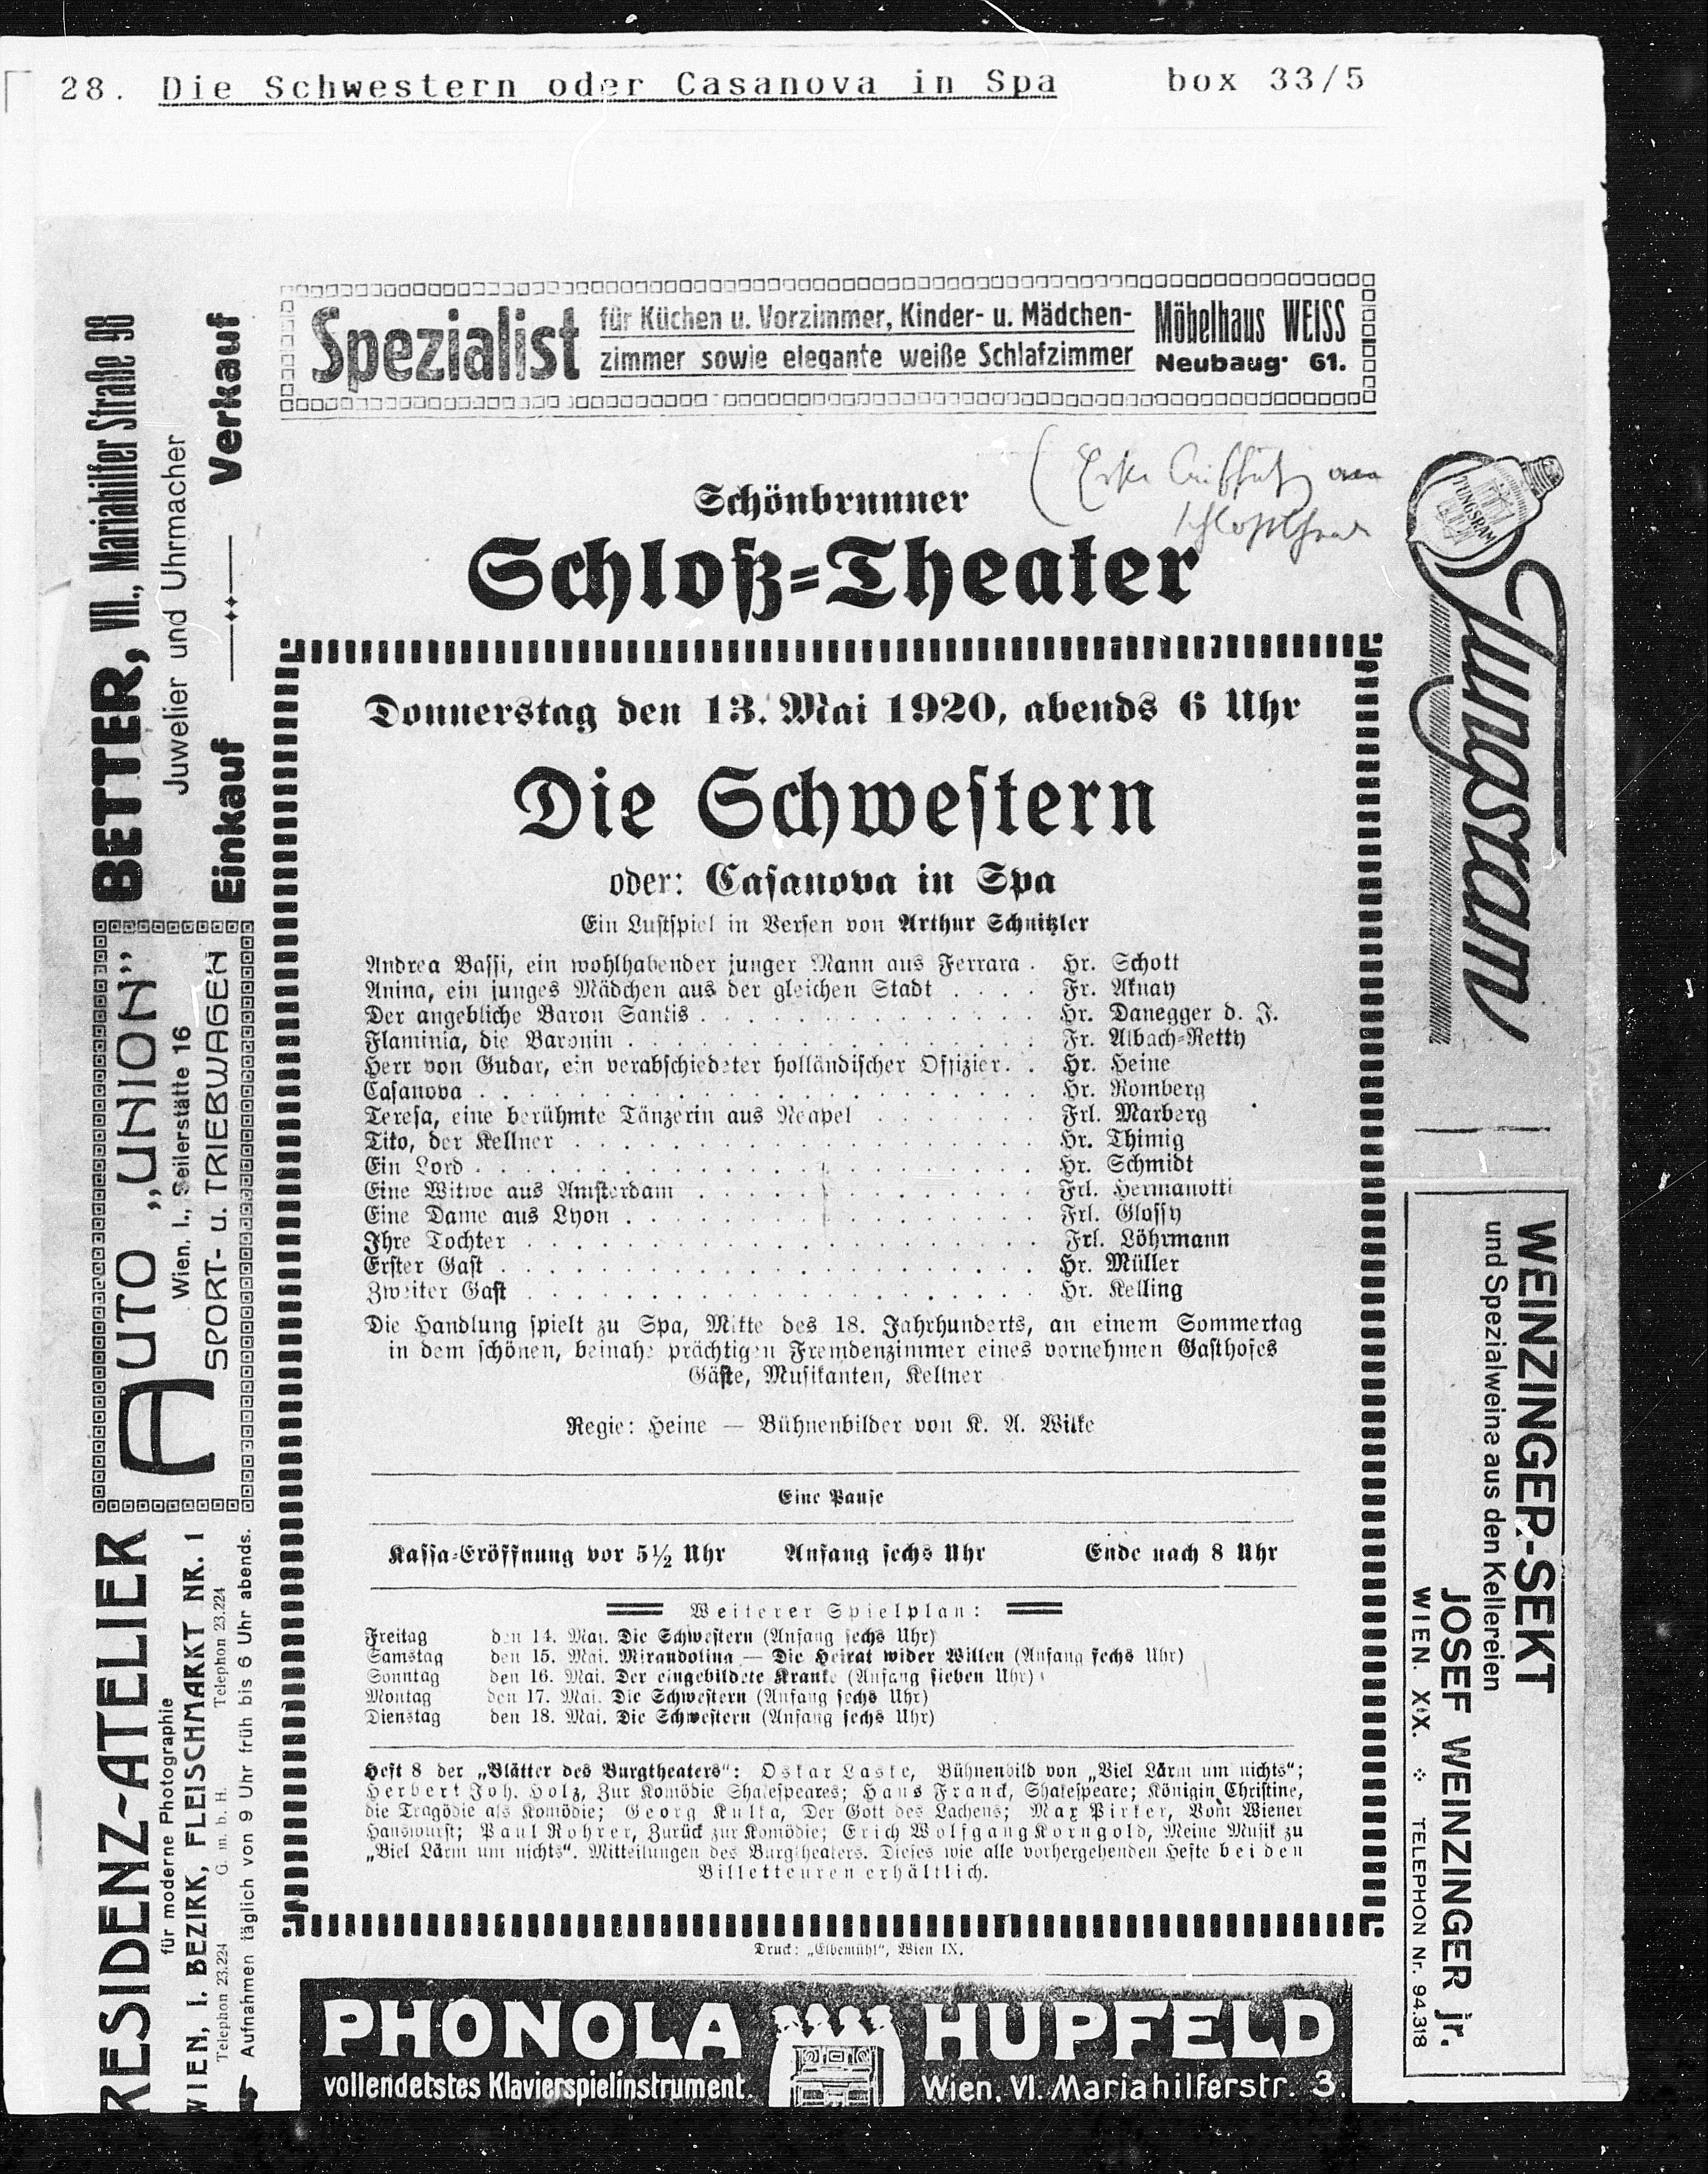 28. Die Schwestern oder Casanova in Spa box 33/5
Spezialist
für Küchen u. Vorzimmer, Kinder- u. Mädchen-
zimmer sowie elegante weiße Schlafzimmer
Möbelhaus WEISS
Neubaug· 61.
Schönbrunner
Schloß=Theater
Donnerstag den 13. Mai 1920, abends 6 Uhr
Die Schwestern
oder: Casanova in Spa
Ein Lustspiel in Versen von Arthur Schnitzler
Andrea Bassi, ein wohlhabender junger Mann aus Ferrara . Hr. Schott
Anina, ein junges Mädchen aus der gleichen Stadt . . . . Fr. Aknay
Der angebliche Baron Santis . . . . . . . . . . . . . . Hr. Danegger d. J.
Flaminia, die Baronin . . . . . . . . . . . . . . . . . Fr. Albach=Retty
Herr von Gudar, ein verabschiedeter holländischer Offizier. . Hr. Heine
Casanova . . . . . . . . . . . . . . . . . . . . . . Hr. Romberg
Teresa, eine berühmte Tänzerin aus Neapel . . . . . . . Frl. Marberg
Tito, der Kellner . . . . . . . . . . . . . . . . . . . Hr. Thimig
Ein Lord . . . . . . . . . . . . . . . . . . . . . . Hr. Schmidt
Eine Witwe aus Amsterdam . . . . . . . . . . . . . . Frl. Hermanotti
Eine Dame aus Lyon . . . . . . . . . . . . . . . . . Frl. Glossy
Ihre Tochter . . . . . . . . . . . . . . . . . . . . Frl. Löhrmann
Erster Gast . . . . . . . . . . . . . . . . . . . . . Hr. Müller
Zweiter Gast . . . . . . . . . . . . . . . . . . . . Hr. Kelling
Die Handlung spielt zu Spa, Mitte des 18. Jahrhunderts, an einem Sommertag
in dem schönen, beinahe prächtigen Fremdenzimmer eines vornehmen Gasthofes
Gäste, Musikanten, Kellner
Regie: Heine — Bühnenbilder von K. A. Wilke
Eine Pause
Kassa=Eröffnung vor 5½ Uhr Anfang sechs Uhr Ende nach 8 Uhr
Weiterer Spielplan:
Freitag den 14. Mai. Die Schwestern (Anfang sechs Uhr)
Samstag den 15. Mai. Mirandolina — Die Heirat wider Willen (Anfang sechs Uhr)
Sonntag den 16. Mai. Der eingebildete Kranke (Anfang sieben Uhr)
Montag den 17. Mai. Die Schwestern (Anfang sechs Uhr)
Dienstag den 18. Mai. Die Schwestern (Anfang sechs Uhr)
Heft 8 der „Blätter des Burgtheaters“: Oskar Laske, Bühnenbild von „Viel Lärm um nichts“;
Herbert Joh. Holz, Zur Komödie Shakespeares; Hans Franck, Shakespeare; Königin Christine,
die Tragödie als Komödie; Georg Kulka, Der Gott des Lachens; Max Pirker, Vom Wiener
Hanswurst; Paul Rohrer, Zurück zur Komödie; Erich Wolfgang Korngold, Meine Musik zu
„Viel Lärm um nichts“. Mitteilungen des Burgtheaters. Dieses wie alle vorhergehenden Hefte bei den
Billetteuren erhältlich.
Druck: „Elbemühl“, Wien IX.
PHONOLA HUPFELD
vollendetstes Klavierspielinstrument. Wien, VI. Mariahilferstr. 3.
BETTER, VII., Mariahilfer Straße 98
Juwelier und Uhrmacher
Einkauf Verkauf
AUTO „UNION”
Wien, I., Seilerstätte 16
SPORT- u. TRIEBWAGEN
RESIDENZ-ATELIER
für moderne Photographie
WIEN, I. BEZIRK, FLEISCHMARKT NR. 1
Telephon 23.224 G. m. b. H. Telephon 23.224
Aufnahmen täglich von 9 Uhr früh bis 6 Uhr abends.
TUNGSRAM
Tungsram
WEINZINGER-SEKT
und Spezialweine aus den Kellereien
JOSEF WEINZINGER jr.
WIEN. XIX. TELEPHON Nr. 94.318